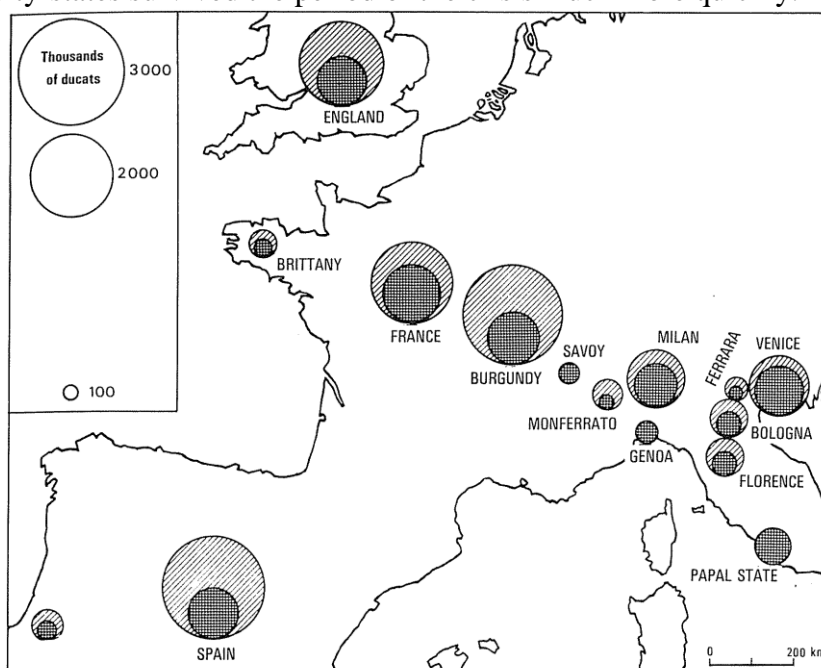 Thousands
of ducats
3000
2000
100
ENGLAND
BRITTANY
FRANCE
BURGUNDY
SAVOY
MILAN
FERRARA
VENICE
MONFERRATO
GENOA
BOLOGNA
FLORENCE
PAPAL STATE
SPAIN
0 200 km